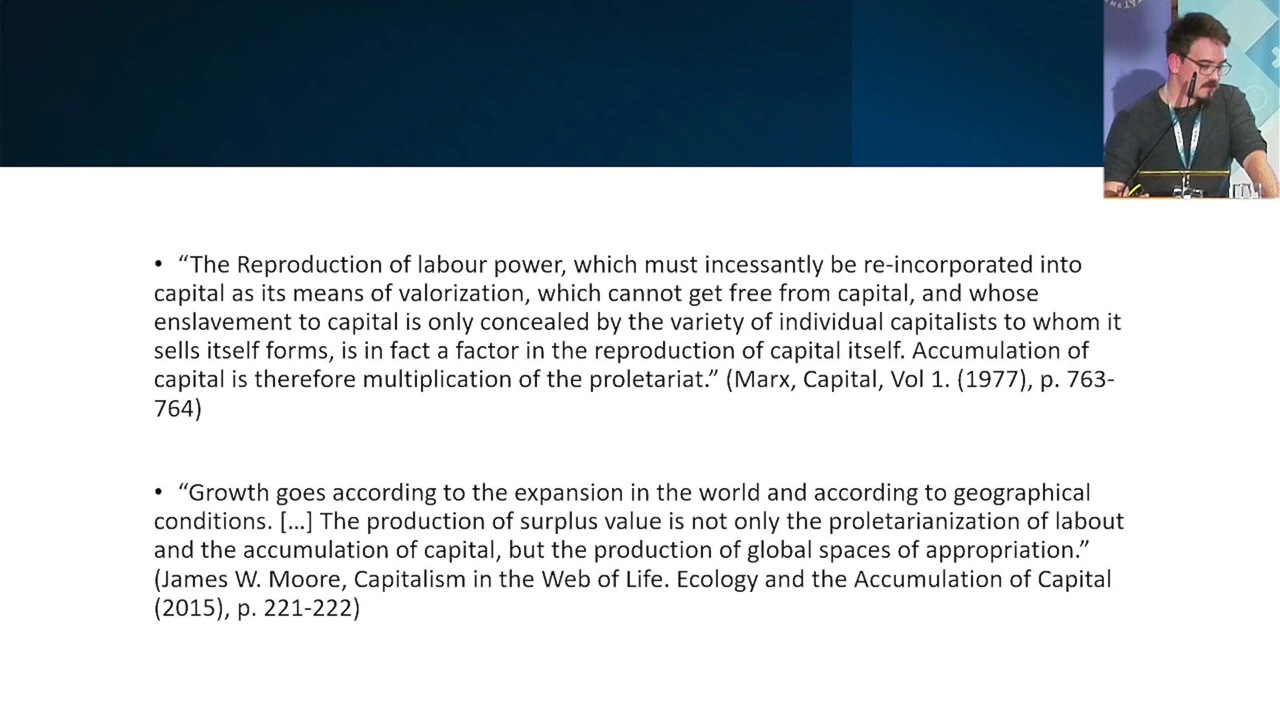 • “The Reproduction of labour power, which must incessantly be re-incorporated into
capital as its means of valorization, which cannot get free from capital, and whose
enslavement to capital is only concealed by the variety of individual capitalists to whom it
sells itself forms, is in fact a factor in the reproduction of capital itself. Accumulation of
capital is therefore multiplication of the proletariat.” (Marx, Capital, Vol 1. (1977), p. 763-
764)
• “Growth goes according to the expansion in the world and according to geographical
conditions. […] The production of surplus value is not only the proletarianization of labout
and the accumulation of capital, but the production of global spaces of appropriation.”
(James W. Moore, Capitalism in the Web of Life. Ecology and the Accumulation of Capital
(2015), p. 221-222)